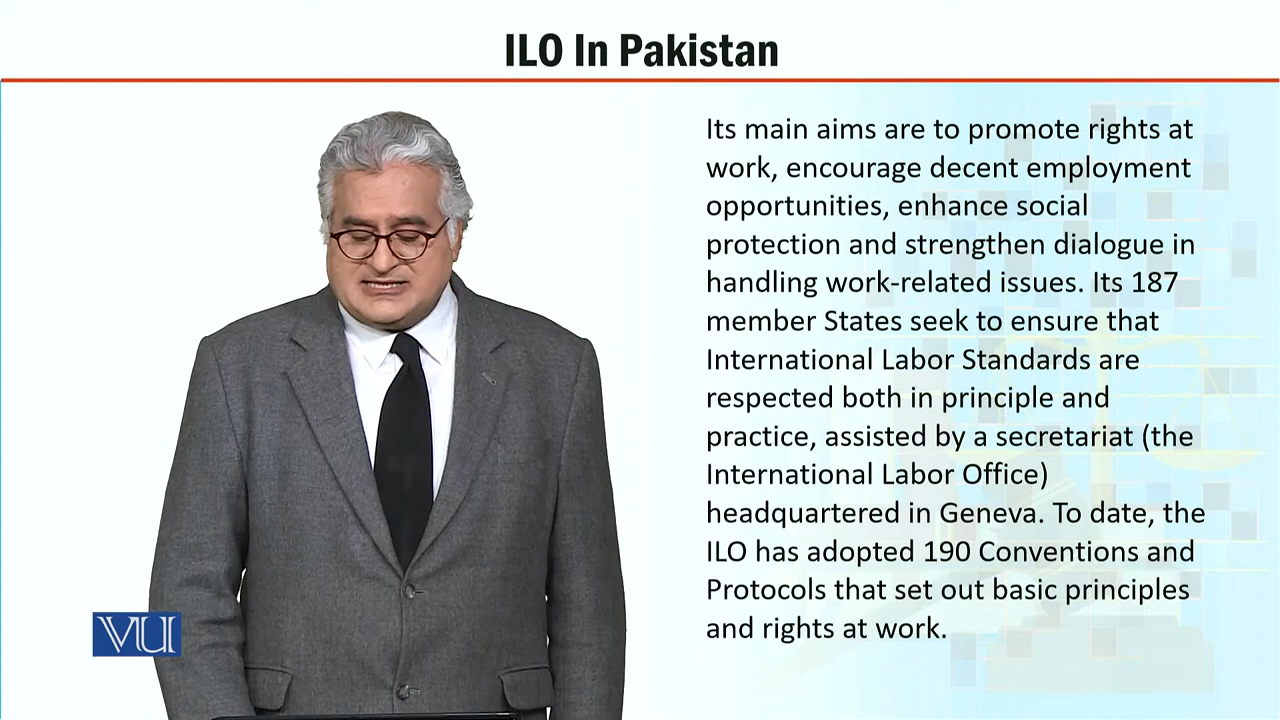 ILO In Pakistan
Its main aims are to promote rights at
work, encourage decent employment
opportunities, enhance social
protection and strengthen dialogue in
handling work-related issues. Its 187
member States seek to ensure that
International Labor Standards are
respected both in principle and
practice, assisted by a secretariat (the
International Labor Office)
headquartered in Geneva. To date, the
ILO has adopted 190 Conventions and
Protocols that set out basic principles
and rights at work.
VU